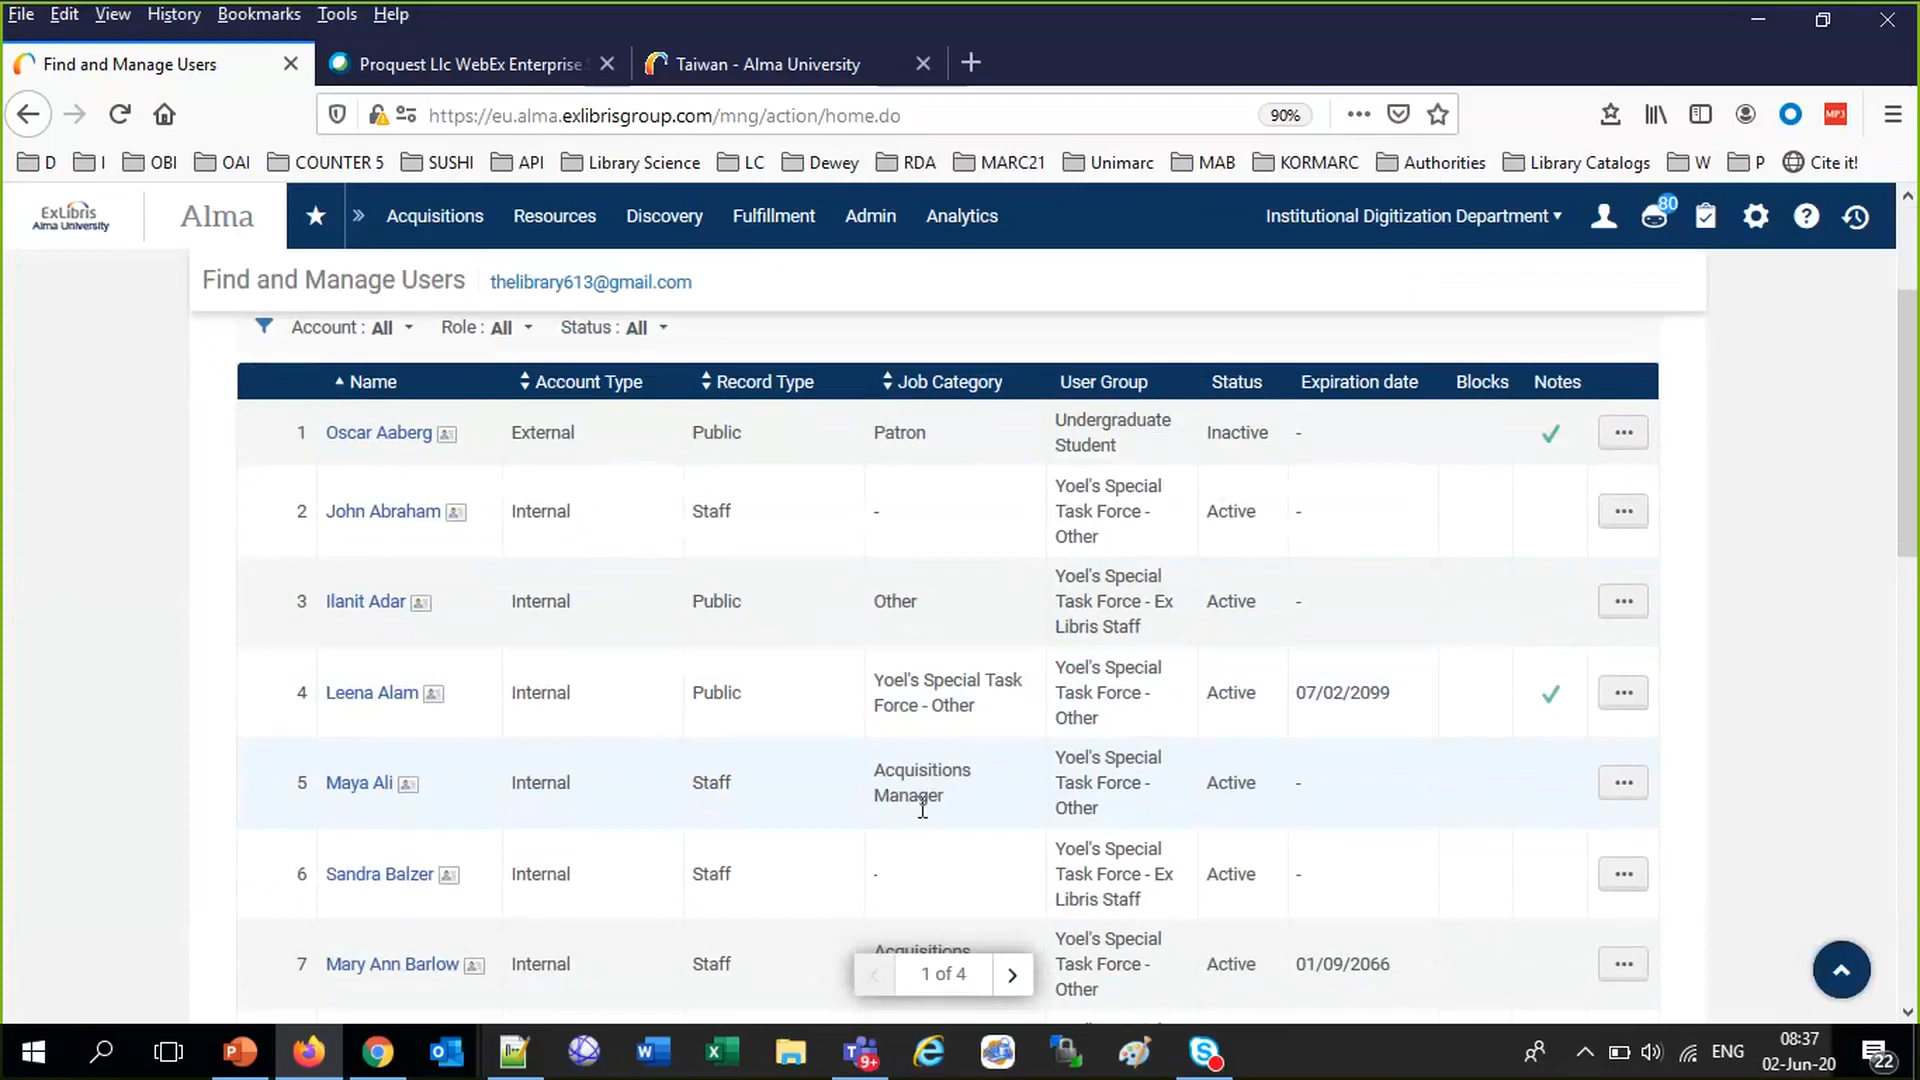 File Edit View History Bookmarks Tools Help
Find and Manage Users
Proquest Llc WebEx Enterprise
Taiwan - Alma University
https://eu.alma.exlibrisgroup.com/mng/action/home.do
90%
MP3
D I OBI OAI COUNTER 5 SUSHI API Library Science LC Dewey RDA MARC21 Unimarc MAB KORMARC Authorities Library Catalogs W P Cite it!
ExLibris
Alma University
Alma
Acquisitions Resources Discovery Fulfillment Admin Analytics
Institutional Digitization Department
80
Find and Manage Users thelibrary613@gmail.com
Account : All Role : All Status : All
Name Account Type Record Type Job Category User Group Status Expiration date Blocks Notes
1 Oscar Aaberg External Public Patron Undergraduate Student Inactive -
2 John Abraham Internal Staff - Yoel's Special Task Force - Other Active -
3 Ilanit Adar Internal Public Other Yoel's Special Task Force - Ex Libris Staff Active -
4 Leena Alam Internal Public Yoel's Special Task Force - Other Yoel's Special Task Force - Other Active 07/02/2099
5 Maya Ali Internal Staff Acquisitions Manager Yoel's Special Task Force - Other Active -
6 Sandra Balzer Internal Staff - Yoel's Special Task Force - Ex Libris Staff Active -
7 Mary Ann Barlow Internal Staff Acquisitions Yoel's Special Task Force - Other Active 01/09/2066
1 of 4
9+
ENG
08:37
02-Jun-20
22